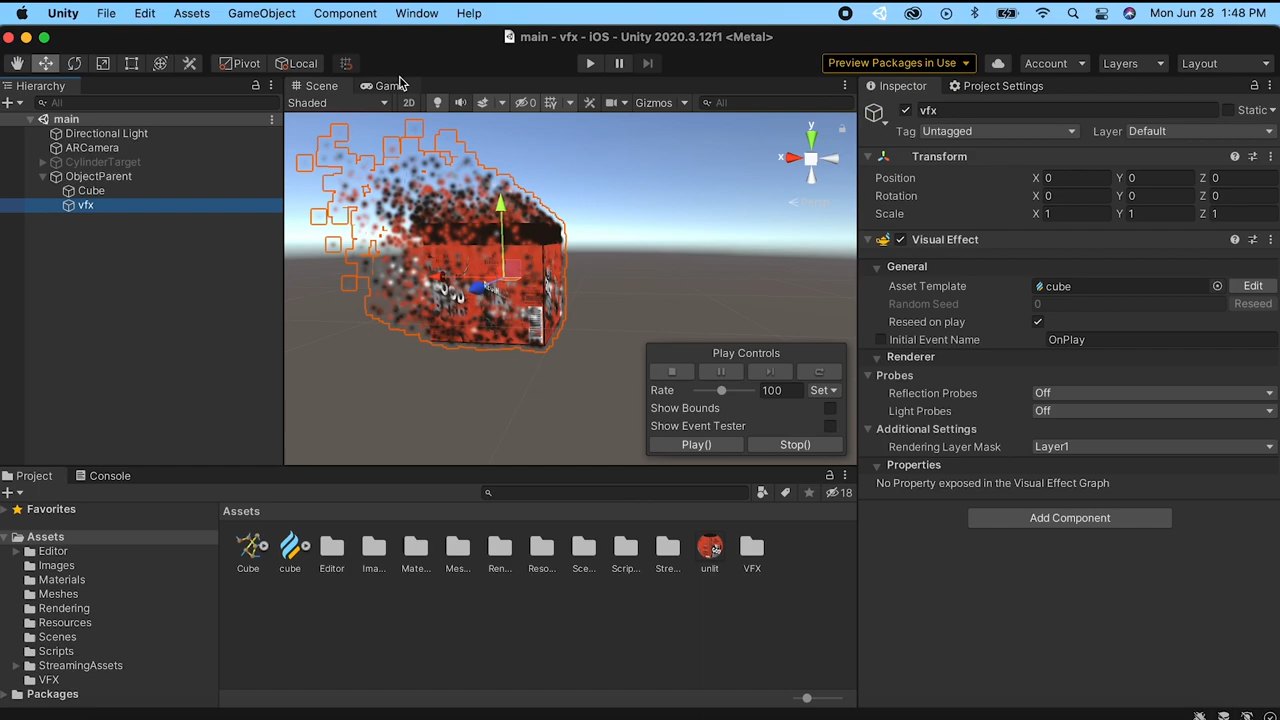 Unity File Edit Assets GameObject Component Window Help Mon Jun 28 1:48 PM
main - vfx - iOS - Unity 2020.3.12f1 <Metal>
Pivot Local Preview Packages in Use Account Layers Layout
Hierarchy Scene Inspector Project Settings
All Shaded 2D 0 Gizmos All vfx Static
main
Tag Untagged Layer Default
Directional Light
ARCamera
CylinderTarget
ObjectParent
Cube
vfx
y
x
Persp
Transform
Position X 0 Y 0 Z 0
Rotation X 0 Y 0 Z 0
Scale X 1 Y 1 Z 1
Visual Effect
General
Asset Template cube Edit
Random Seed 0 Reseed
Reseed on play
Initial Event Name OnPlay
Renderer
Probes
Reflection Probes Off
Light Probes Off
Additional Settings
Rendering Layer Mask Layer1
Properties
No Property exposed in the Visual Effect Graph
Add Component
Play Controls
Rate 100 Set
Show Bounds
Show Event Tester
Play() Stop()
Project Console
18
Favorites
Assets
Editor
Images
Materials
Meshes
Rendering
Resources
Scenes
Scripts
StreamingAssets
VFX
Packages
Assets
Cube cube Editor Ima... Mate... Mes... Ren... Reso... Sce... Scrip... Stre... unlit VFX